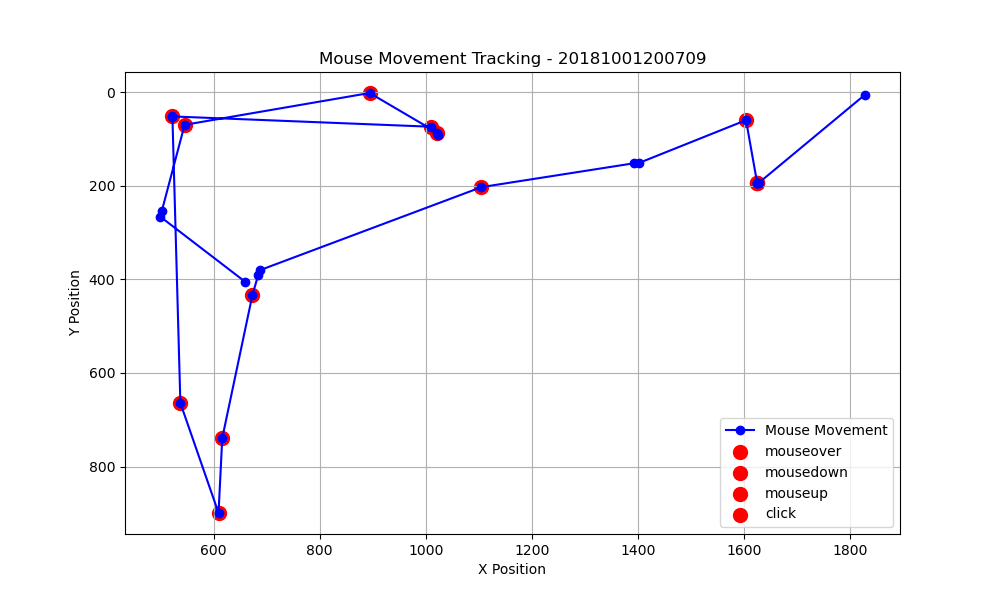 Mouse Movement Tracking - 20181001200709
Y Position
0
200
400
600
800
Mouse Movement
mouseover
mousedown
mouseup
click
600 800 1000 1200 1400 1600 1800
X Position